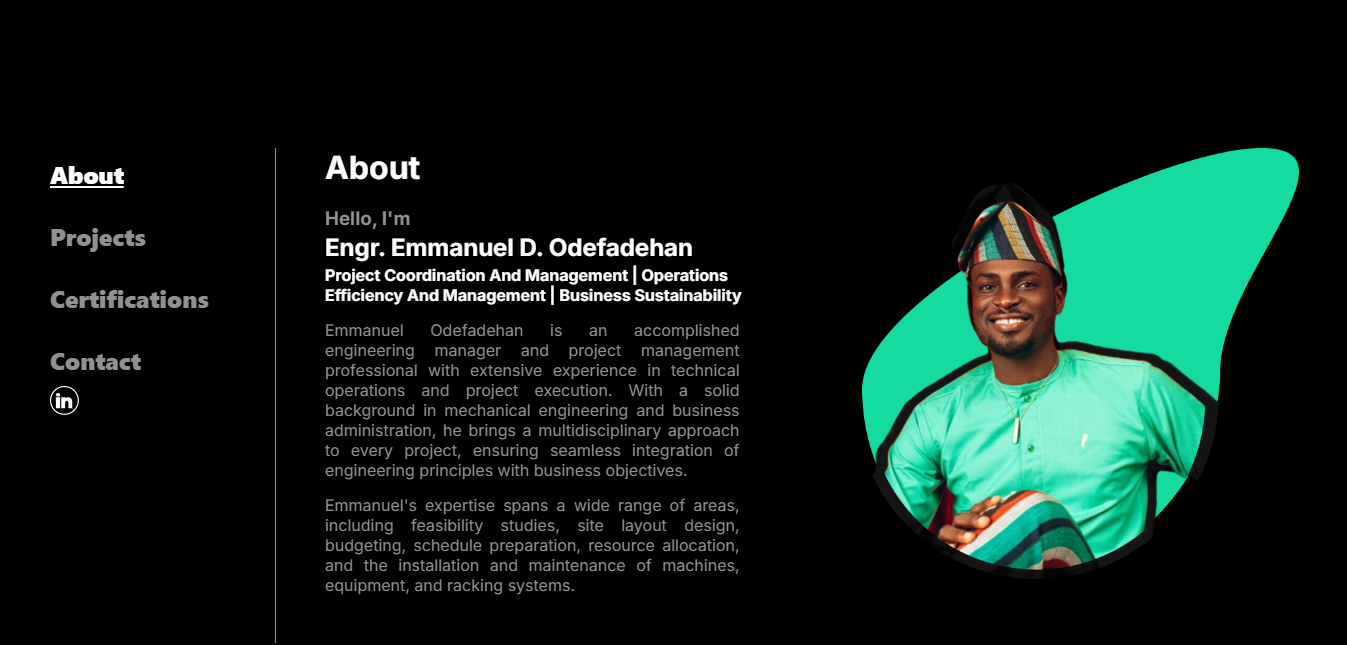 About
Projects
Certifications
Contact
in
About
Hello, I'm
Engr. Emmanuel D. Odefadehan
Project Coordination And Management | Operations
Efficiency And Management | Business Sustainability
Emmanuel Odefadehan is an accomplished
engineering manager and project management
professional with extensive experience in technical
operations and project execution. With a solid
background in mechanical engineering and business
administration, he brings a multidisciplinary approach
to every project, ensuring seamless integration of
engineering principles with business objectives.
Emmanuel's expertise spans a wide range of areas,
including feasibility studies, site layout design,
budgeting, schedule preparation, resource allocation,
and the installation and maintenance of machines,
equipment, and racking systems.